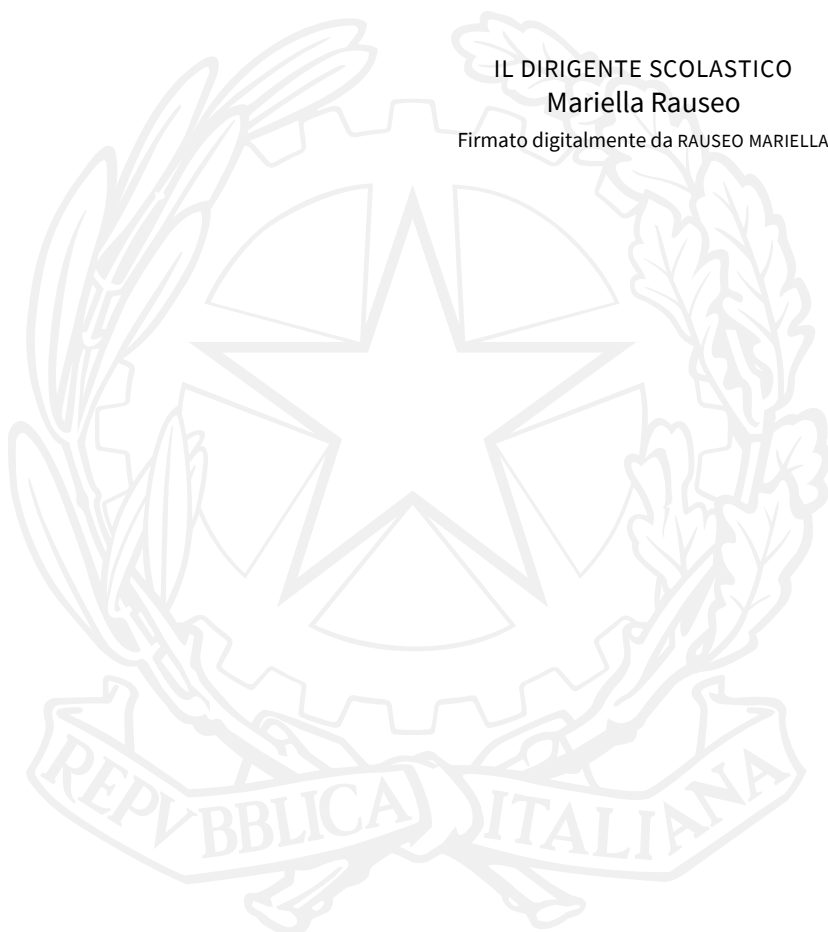 IL DIRIGENTE SCOLASTICO
Mariella Rauseo
Firmato digitalmente da RAUSEO MARIELLA
REPVBBLICA ITALIANA